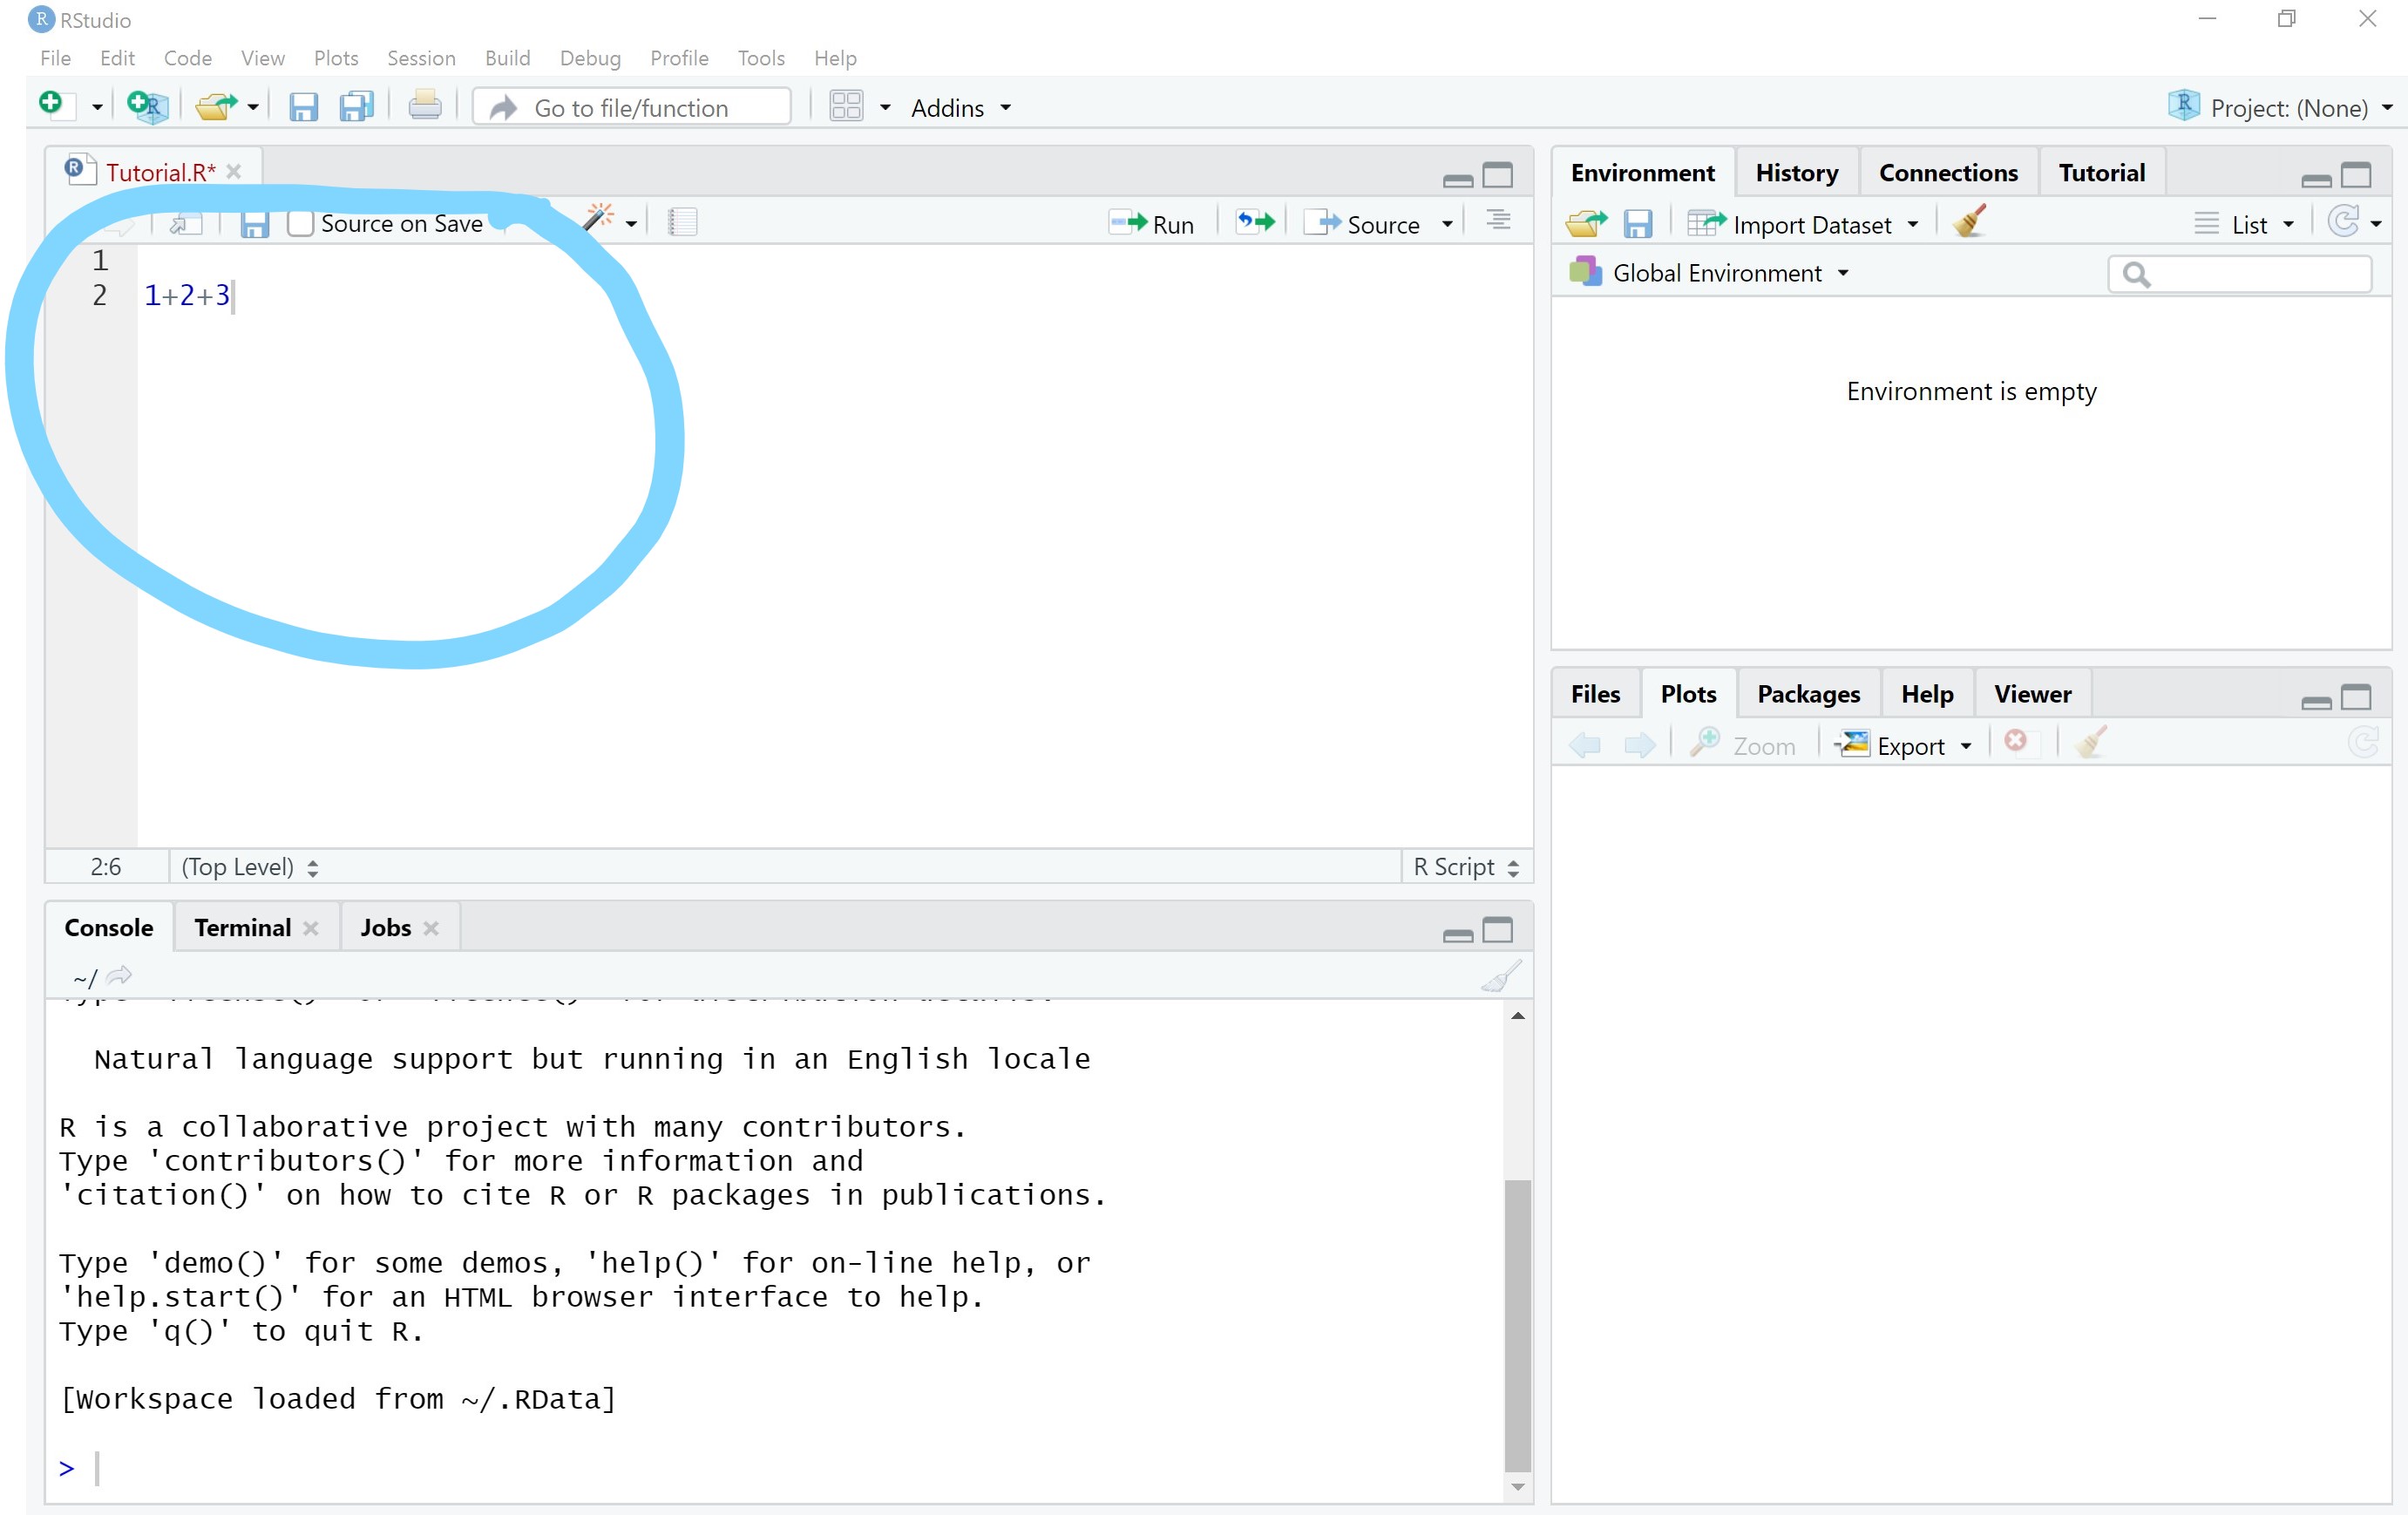 RStudio
File Edit Code View Plots Session Build Debug Profile Tools Help
Go to file/function Addins Project: (None)
Tutorial.R*
Source on Save Run Source
1
2 1+2+3
2:6 (Top Level) R Script
Console Terminal Jobs
~/
Natural language support but running in an English locale
R is a collaborative project with many contributors.
Type 'contributors()' for more information and
'citation()' on how to cite R or R packages in publications.
Type 'demo()' for some demos, 'help()' for on-line help, or
'help.start()' for an HTML browser interface to help.
Type 'q()' to quit R.
[Workspace loaded from ~/.RData]
>
Environment History Connections Tutorial
Import Dataset List
Global Environment
Environment is empty
Files Plots Packages Help Viewer
Zoom Export